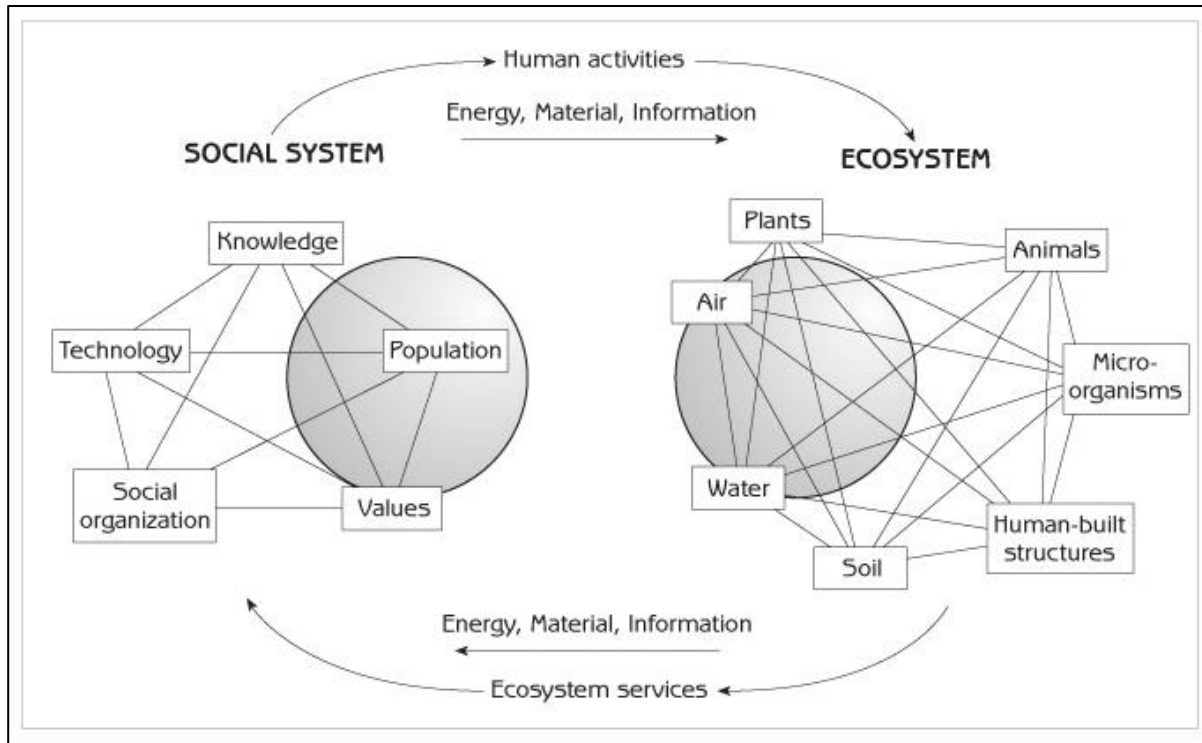 Human activities
Energy, Material, Information
SOCIAL SYSTEM
ECOSYSTEM
Knowledge
Technology
Population
Social
organization
Values
Plants
Animals
Air
Micro-
organisms
Water
Human-built
structures
Soil
Energy, Material, Information
Ecosystem services